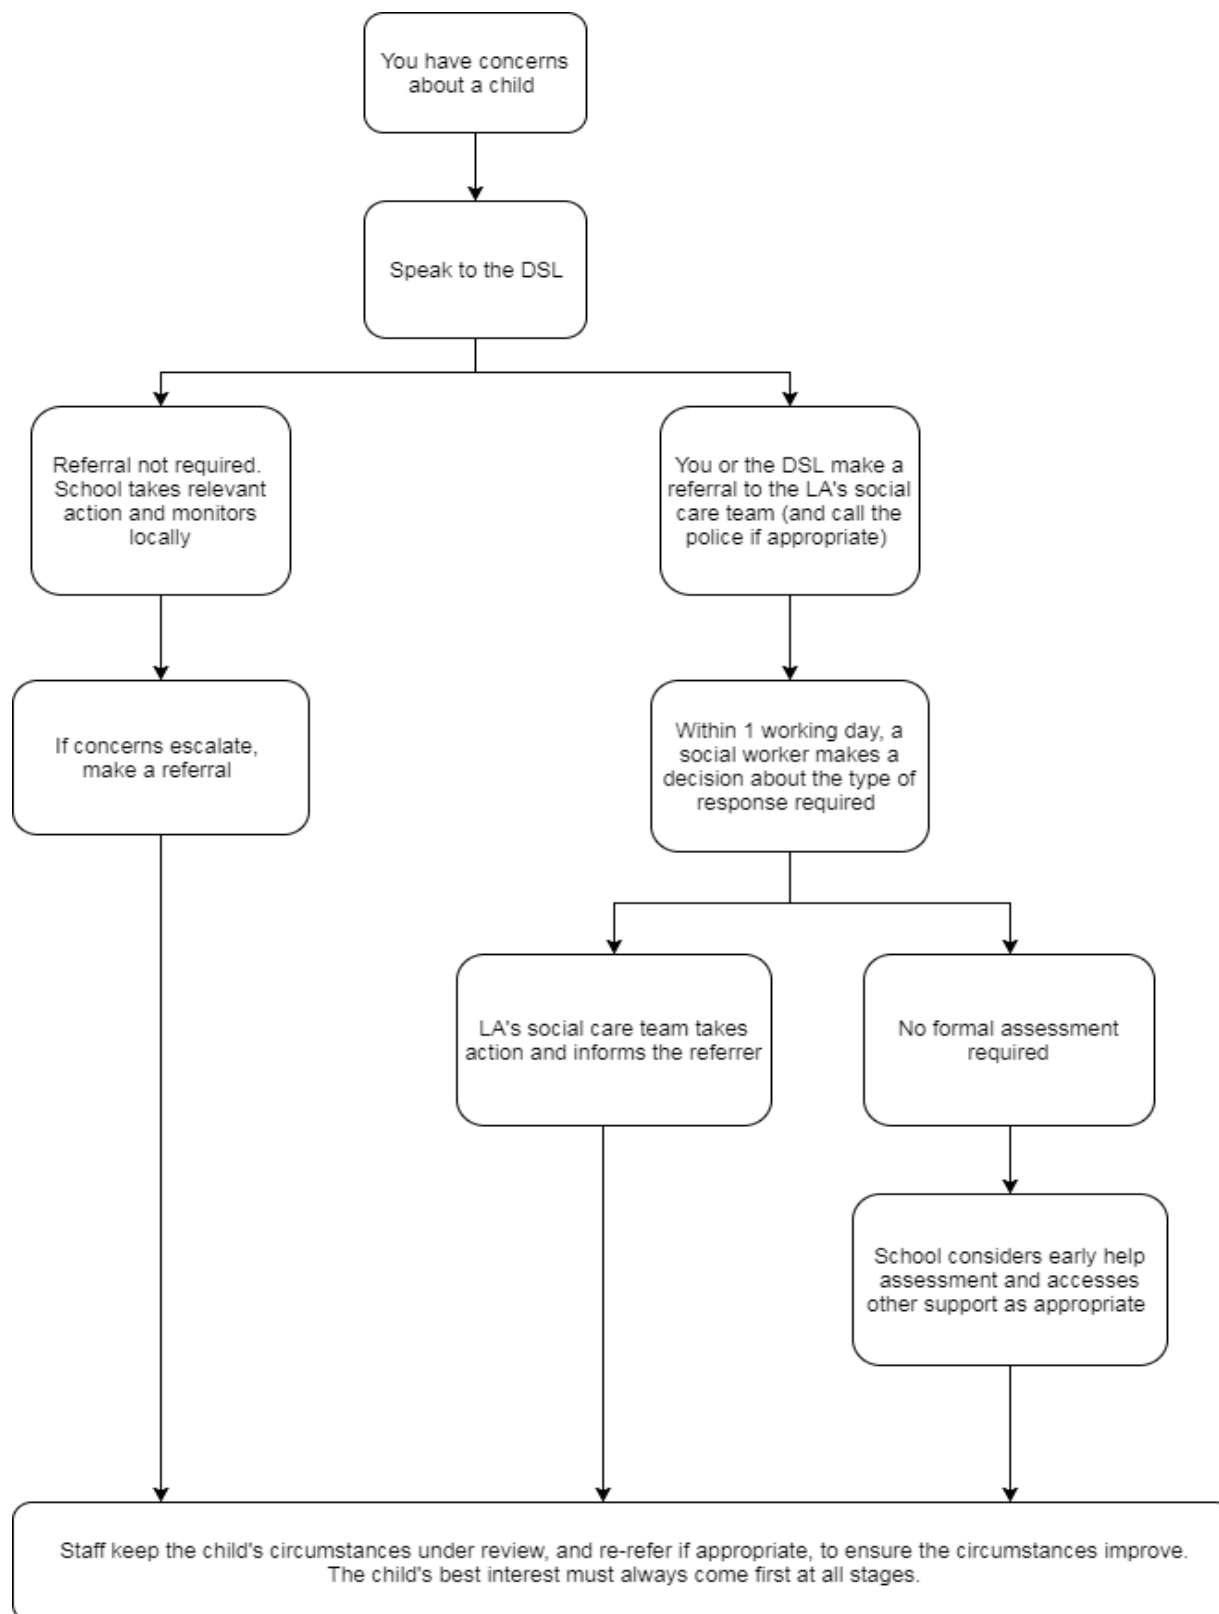 You have concerns
about a child
Speak to the DSL
Referral not required.
School takes relevant
action and monitors
locally
You or the DSL make a
referral to the LA's social
care team (and call the
police if appropriate)
If concerns escalate,
make a referral
Within 1 working day, a
social worker makes a
decision about the type of
response required
LA's social care team takes
action and informs the referrer
No formal assessment
required
School considers early help
assessment and accesses
other support as appropriate
Staff keep the child's circumstances under review, and re-refer if appropriate, to ensure the circumstances improve.
The child's best interest must always come first at all stages.